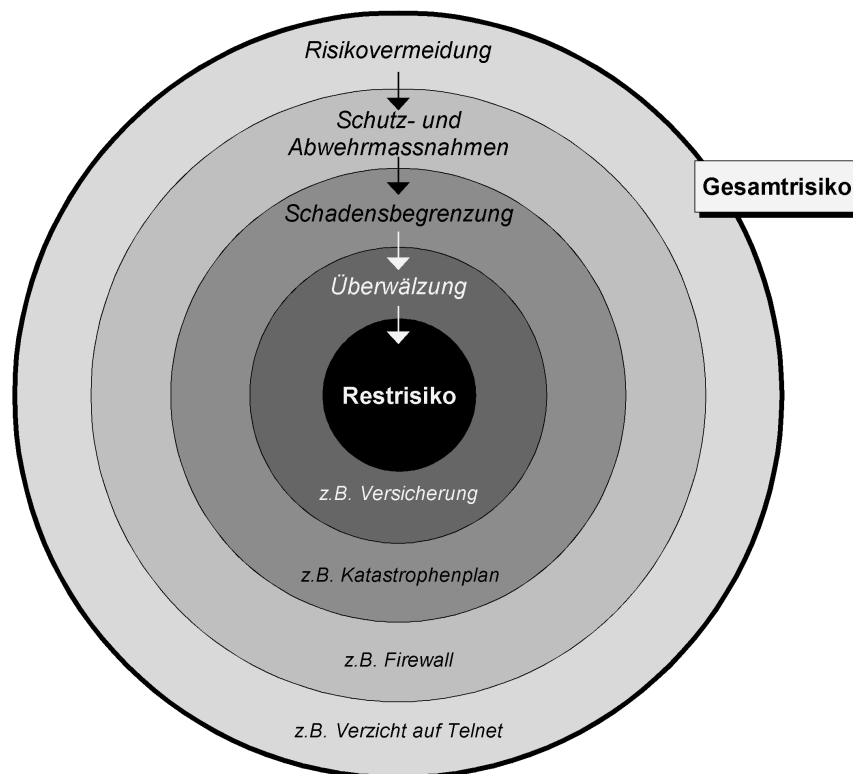 Risikovermeidung
Schutz- und
Abwehrmassnahmen
Gesamtrisiko
Schadensbegrenzung
Überwälzung
Restrisiko
z.B. Versicherung
z.B. Katastrophenplan
z.B. Firewall
z.B. Verzicht auf Telnet